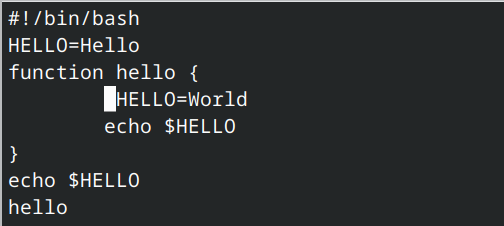 #!/bin/bash
HELLO=Hello
function hello {
HELLO=World
echo $HELLO
}
echo $HELLO
hello